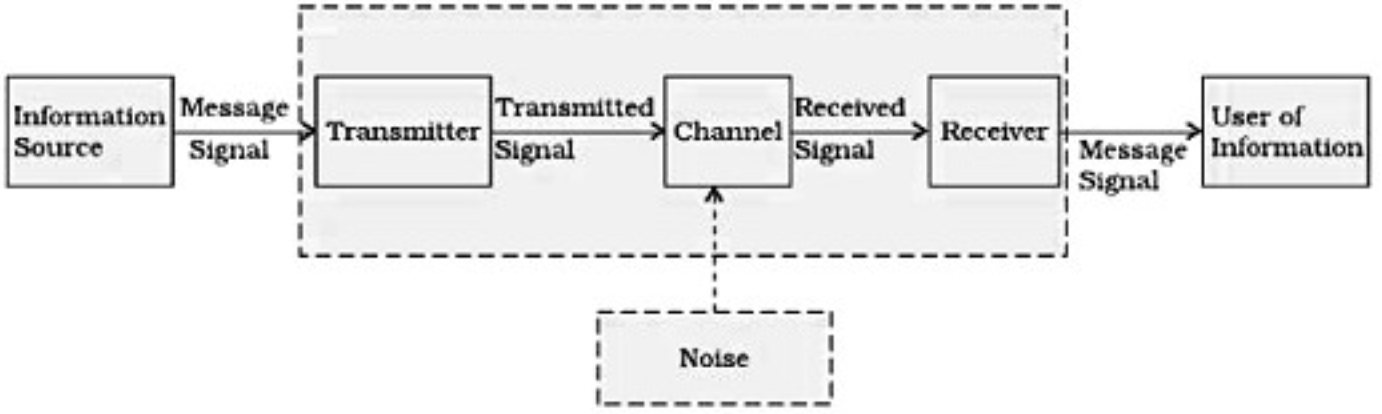 Information
Source
Message
Signal
Transmitter
Transmitted
Signal
Channel
Received
Signal
Receiver
Message
Signal
User of
Information
Noise